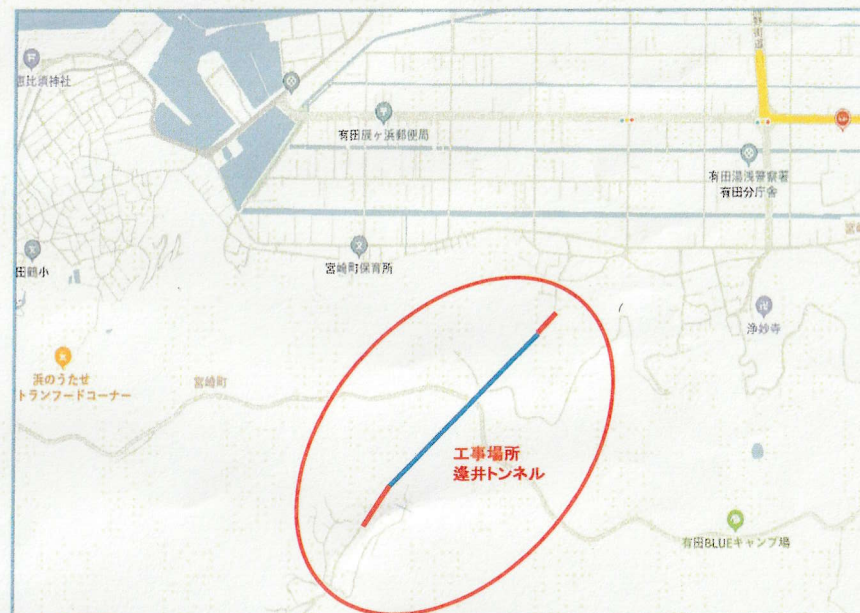 恵比須神社
有田辰ヶ浜郵便局
有田湯浅警察署
有田分庁舎
田鶴小
宮崎町保育所
浄妙寺
浜のうたせ
トランフードコーナー
宮崎町
工事場所
逢井トンネル
有田BLUEキャンプ場